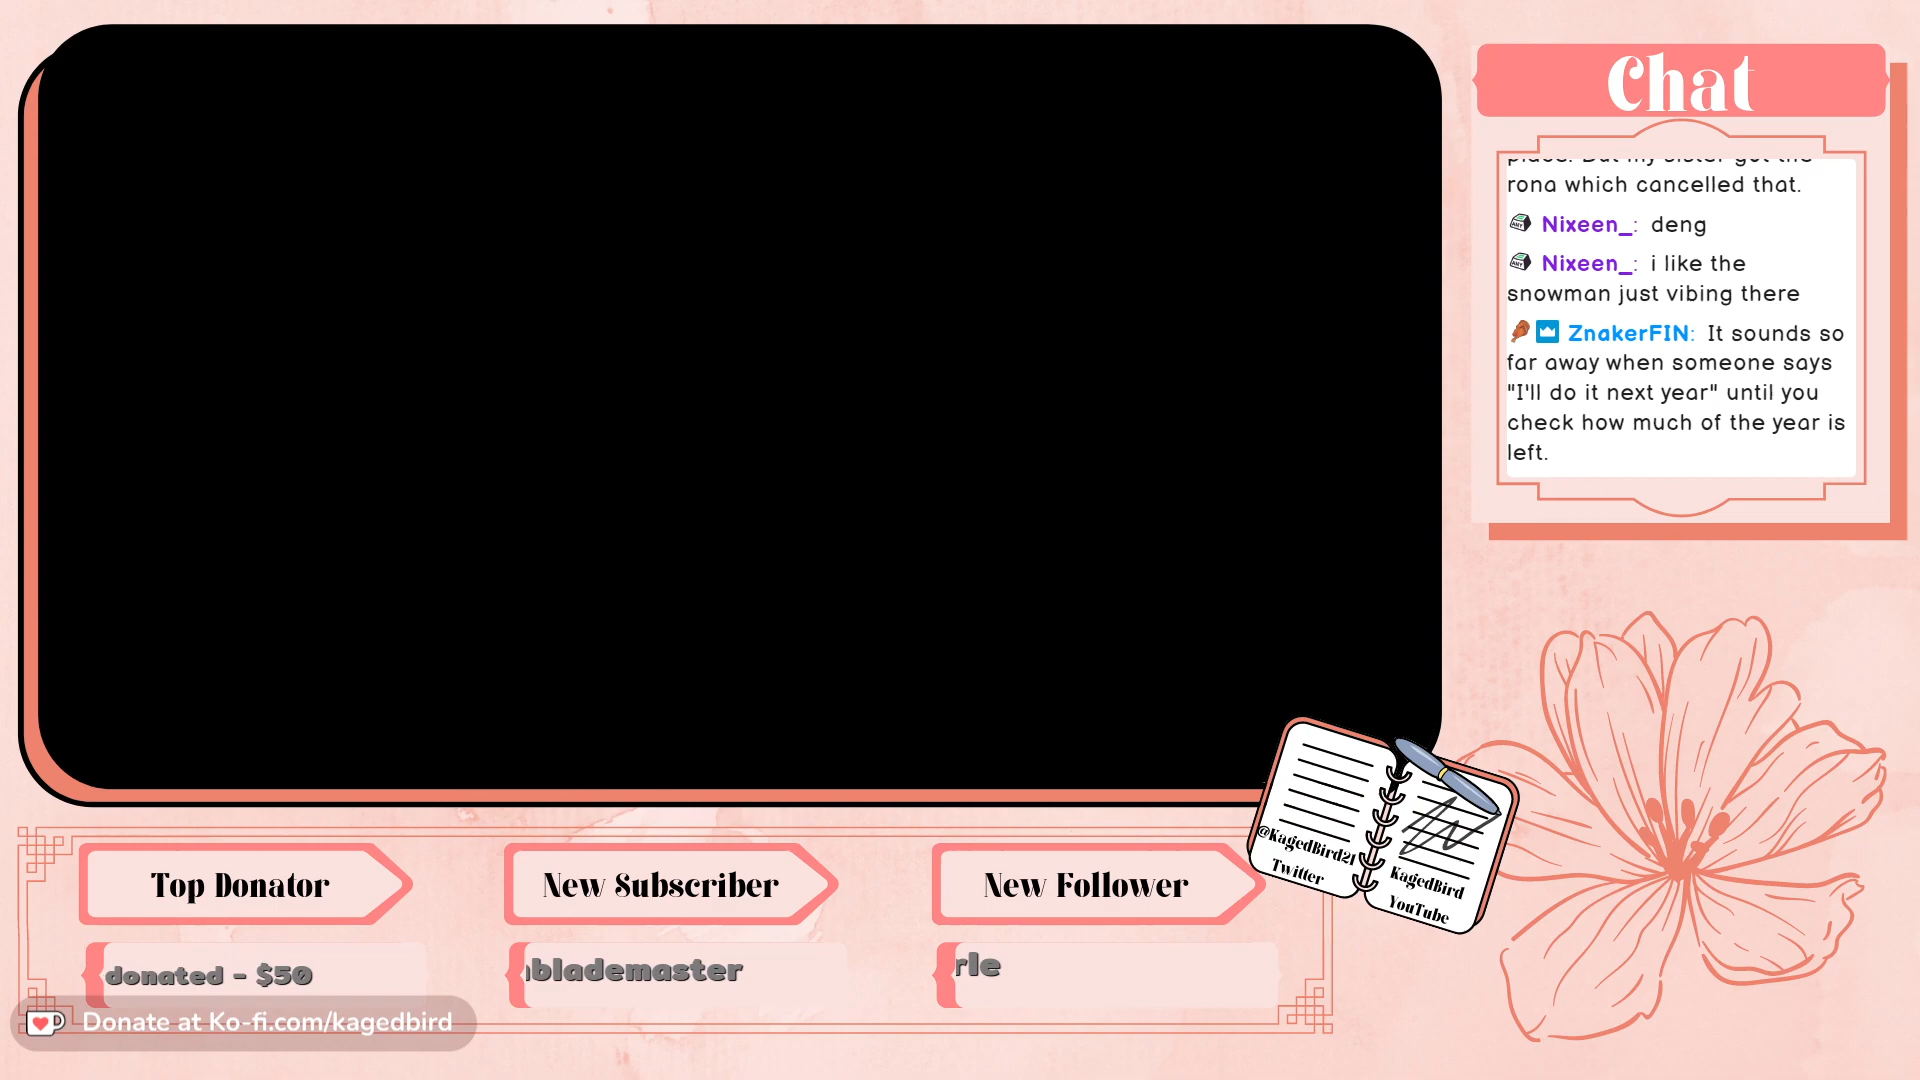 Chat
rona which cancelled that.
Nixeen_: deng
Nixeen_: i like the
snowman just vibing there
ZnakerFIN: It sounds so
far away when someone says
"I'll do it next year" until you
check how much of the year is
left.
@KagedBird21
Twitter
KagedBird
YouTube
Top Donator
New Subscriber
New Follower
donated - $50
blademaster
rle
Donate at Ko-fi.com/kagedbird